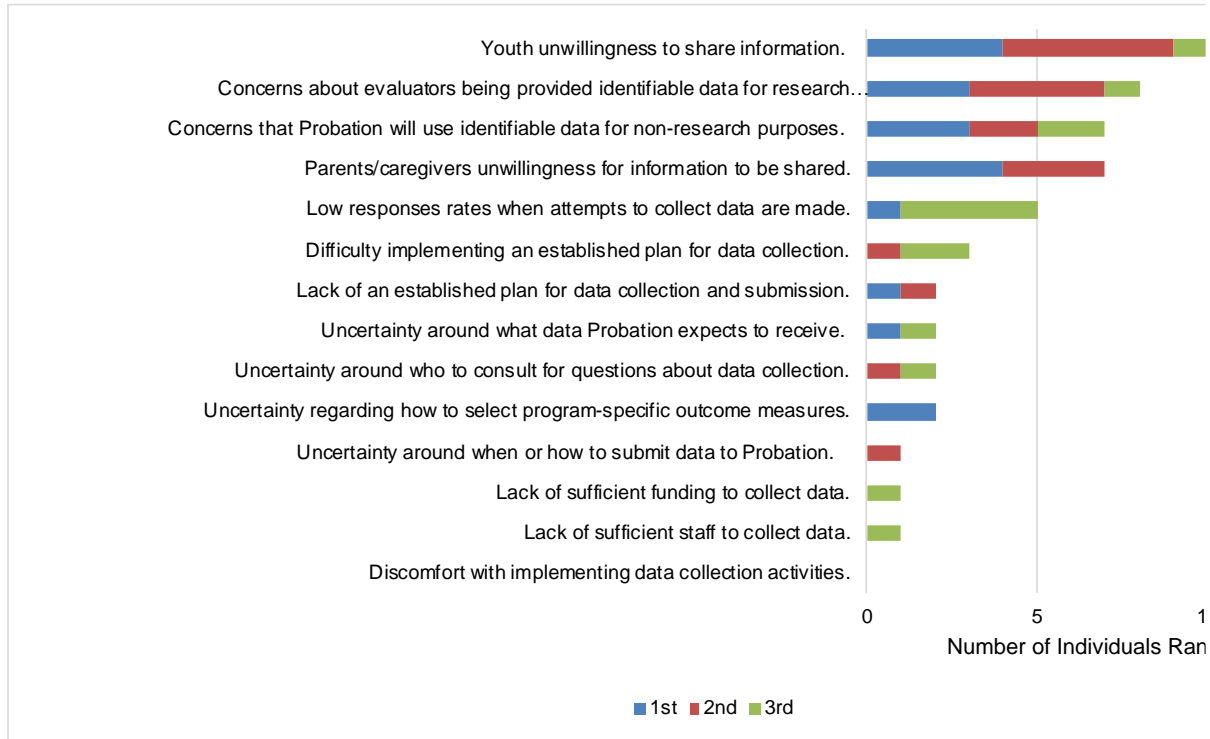 Youth unwillingness to share information.
Concerns about evaluators being provided identifiable data for research…
Concerns that Probation will use identifiable data for non-research purposes.
Parents/caregivers unwillingness for information to be shared.
Low responses rates when attempts to collect data are made.
Difficulty implementing an established plan for data collection.
Lack of an established plan for data collection and submission.
Uncertainty around what data Probation expects to receive.
Uncertainty around who to consult for questions about data collection.
Uncertainty regarding how to select program-specific outcome measures.
Uncertainty around when or how to submit data to Probation.
Lack of sufficient funding to collect data.
Lack of sufficient staff to collect data.
Discomfort with implementing data collection activities.
0 5 1
Number of Individuals Ran
1st 2nd 3rd